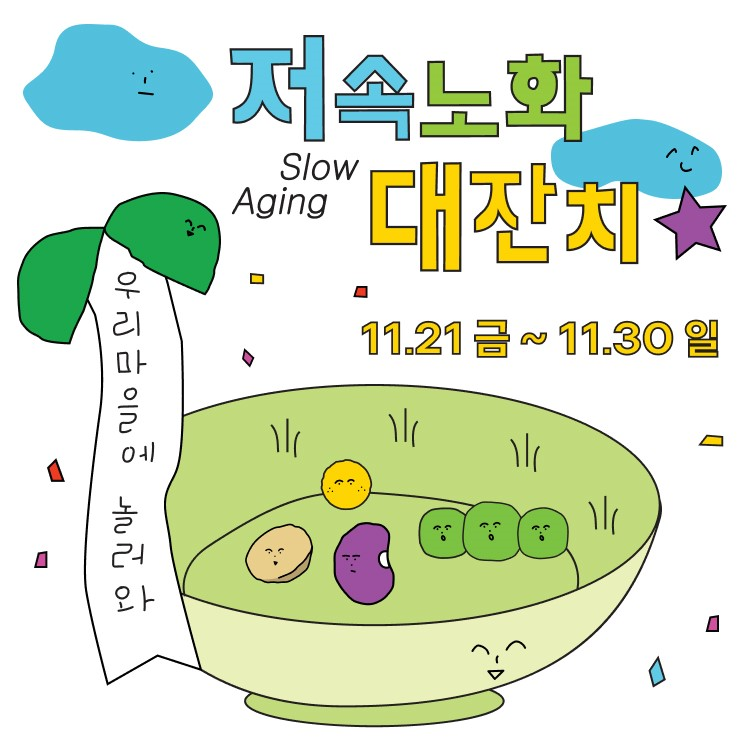 저속노화
Slow
Aging
대잔치
11.21 금 ~ 11.30 일
우리마을에 놀러와